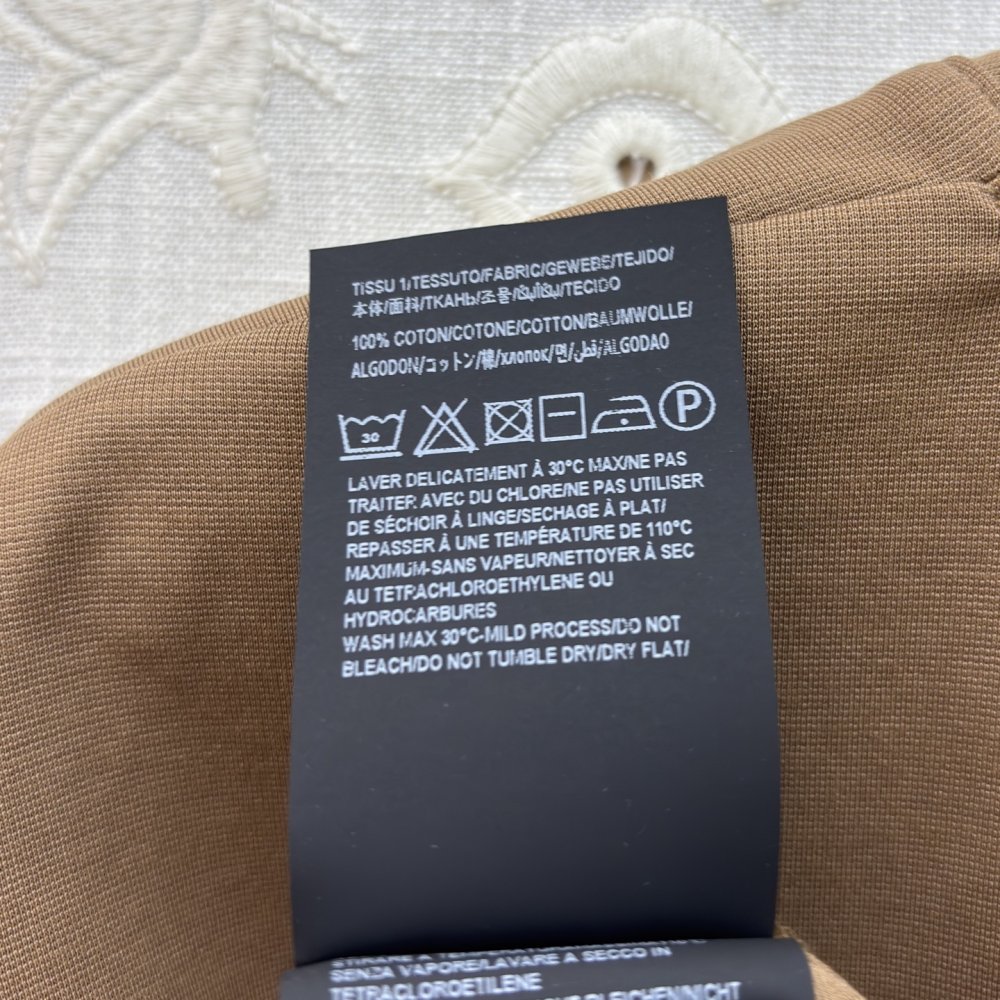 TISSU 1/TESSUTO/FABRIC/GEWEBE/TEJIDO/
本体/面料/ТКАНЬ/조물/TECIDO
100% COTON/COTONE/COTTON/BAUMWOLLE/
ALGODON/コットン/棉/хлопок/면/قطن/ALGODAO
30
P
LAVER DELICATEMENT À 30°C MAX/NE PAS
TRAITER AVEC DU CHLORE/NE PAS UTILISER
DE SÉCHOIR À LINGE/SECHAGE À PLAT/
REPASSER À UNE TEMPÉRATURE DE 110°C
MAXIMUM-SANS VAPEUR/NETTOYER À SEC
AU TETRACHLOROETHYLENE OU
HYDROCARBURES
WASH MAX 30°C-MILD PROCESS/DO NOT
BLEACH/DO NOT TUMBLE DRY/DRY FLAT/
SENZA VAPORE/LAVARE A SECCO IN
TETRACLOROETILENE